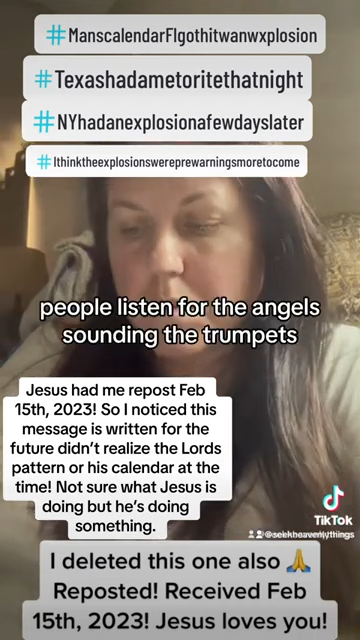 #ManscalendarFlgothitwanwxplosion
#Texashadametoritethatnight
#NYhadanexplosionafewdayslater
#Ithinktheexplosionswereprewarningsmoretocome
people listen for the angels
sounding the trumpets
Jesus had me repost Feb
15th, 2023! So I noticed this
message is written for the
future didn't realize the Lords
pattern or his calendar at the
time! Not sure what Jesus is
doing but he's doing
something.
TikTok
@seekheavenlythings
I deleted this one also 🙏
Reposted! Received Feb
15th, 2023! Jesus loves you!